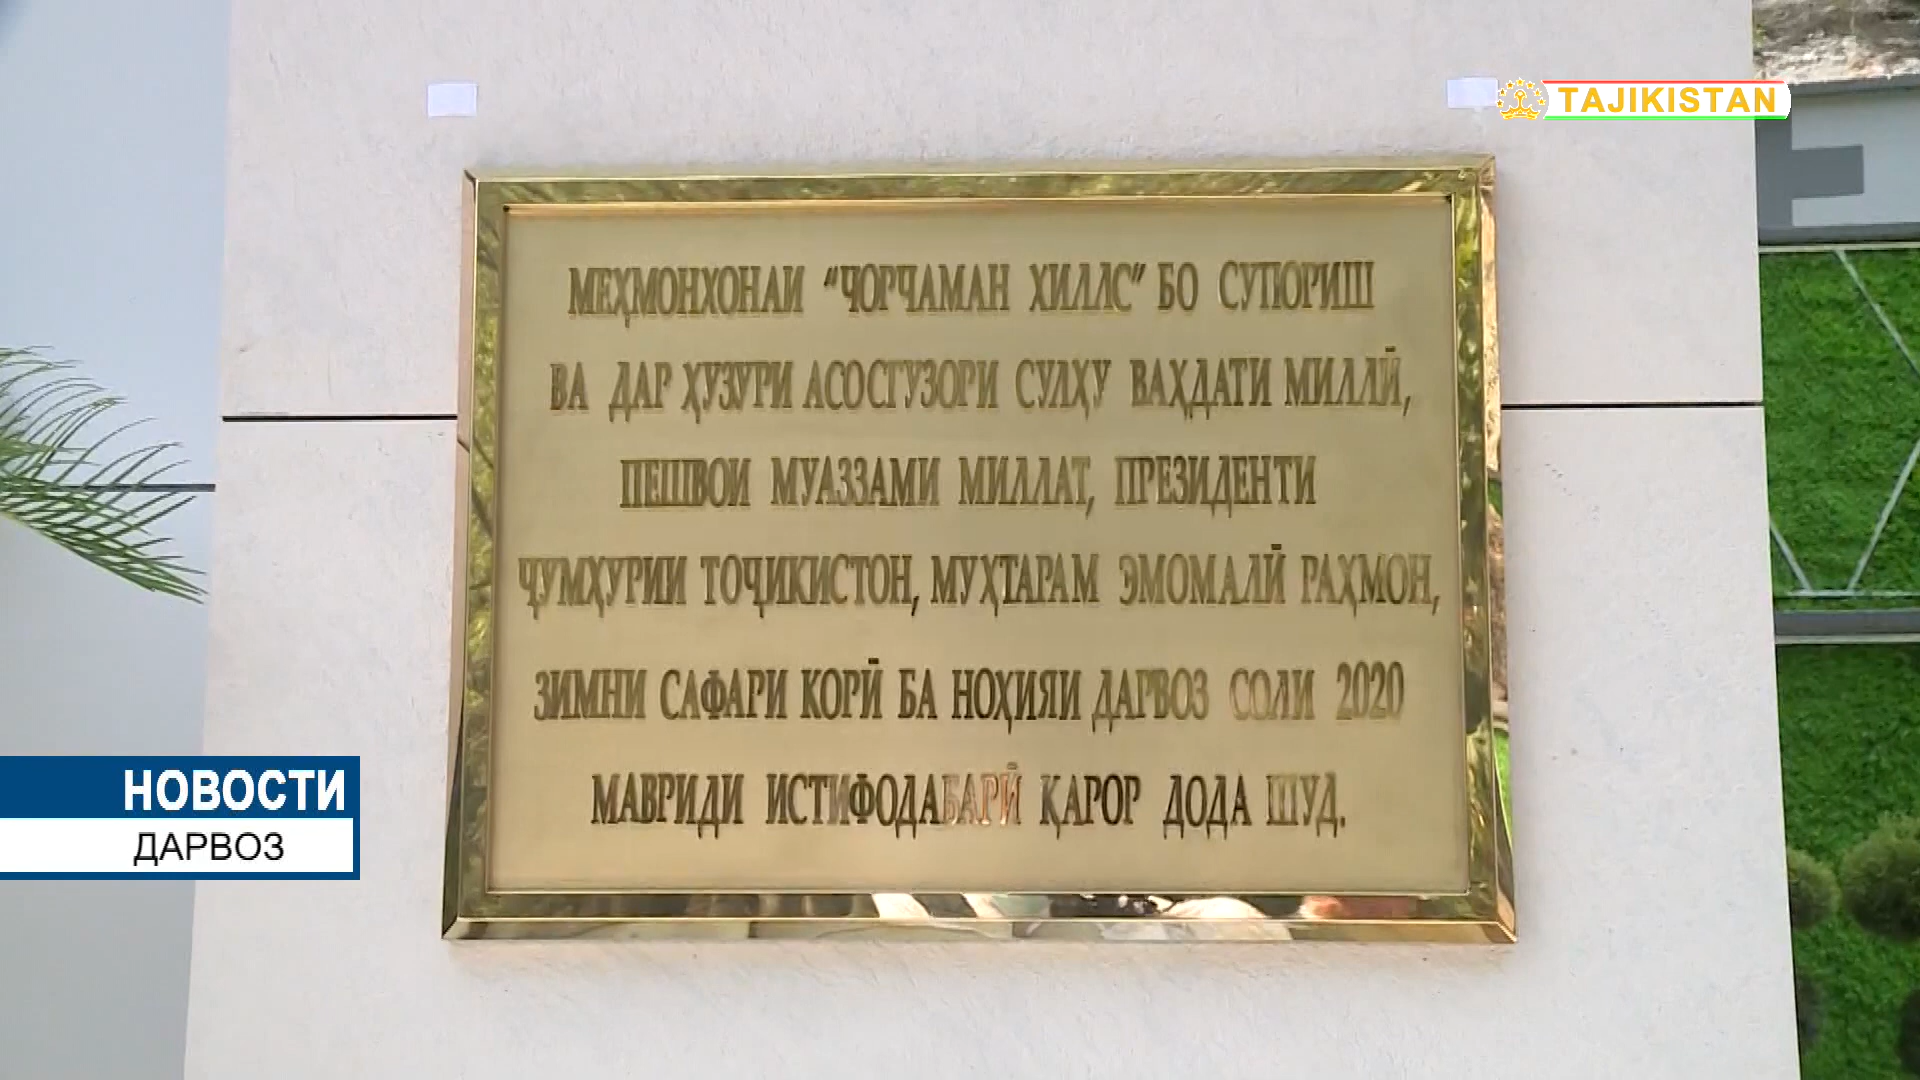 TAJIKISTAN
МЕҲМОНХОНАИ “ЧОРЧАМАН ХИЛЛС” БО СУПОРИШ
ВА ДАР ҲУЗУРИ АСОСГУЗОРИ СУЛҲУ ВАҲДАТИ МИЛЛӢ,
ПЕШВОИ МУАЗЗАМИ МИЛЛАТ, ПРЕЗИДЕНТИ
ҶУМҲУРИИ ТОҶИКИСТОН, МУҲТАРАМ ЭМОМАЛӢ РАҲМОН,
ЗИМНИ САФАРИ КОРӢ БА НОҲИЯИ ДАРВОЗ СОЛИ 2020
МАВРИДИ ИСТИФОДАБАРӢ ҚАРОР ДОДА ШУД.
НОВОСТИ
ДАРВОЗ